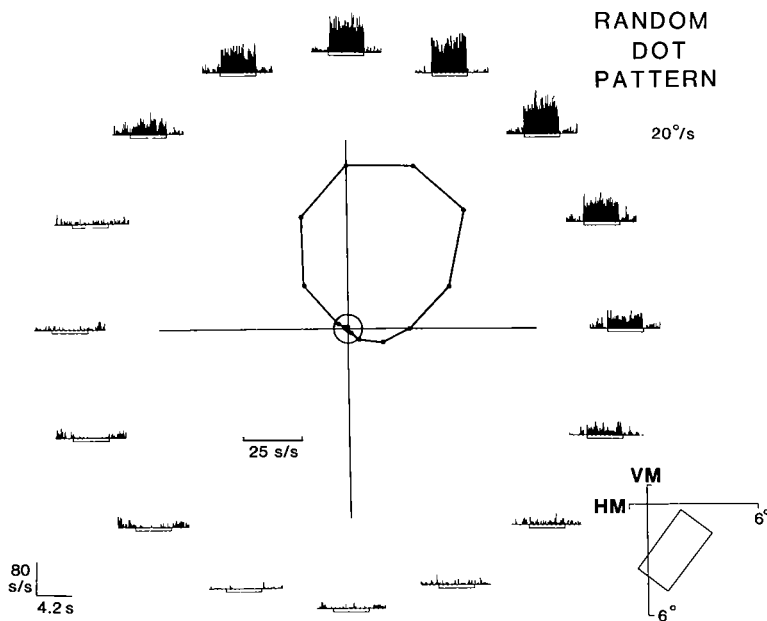 RANDOM
DOT
PATTERN
20°/s
25 s/s
VM
HM
6°
6°
80
s/s
4.2 s